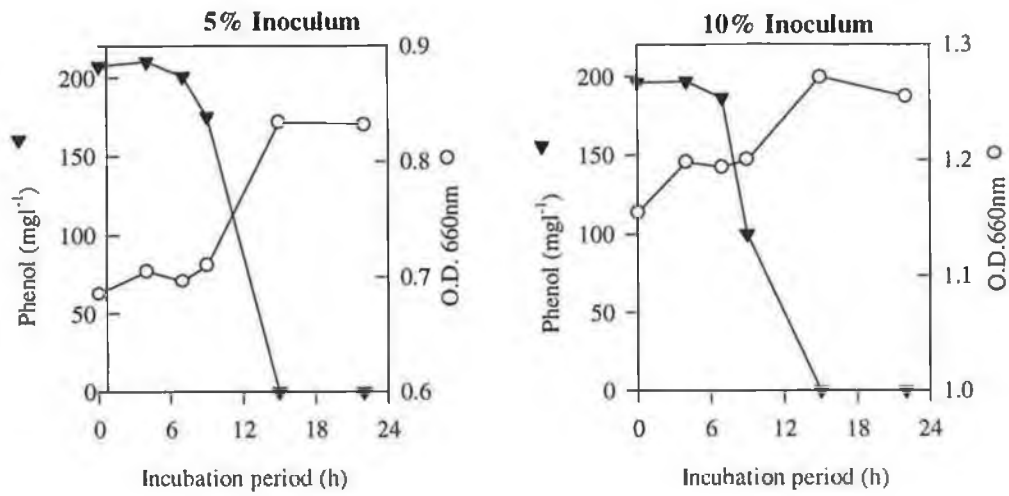 5% Inoculum
200
150
100
50
0
Phenol (mgl⁻¹)
0.9
0.8
0.7
0.6
O.D. 660nm
0 6 12 18 24
Incubation period (h)
10% Inoculum
200
150
100
50
0
Phenol (mgl⁻¹)
1.3
1.2
1.1
1.0
O.D.660nm
0 6 12 18 24
Incubation period (h)